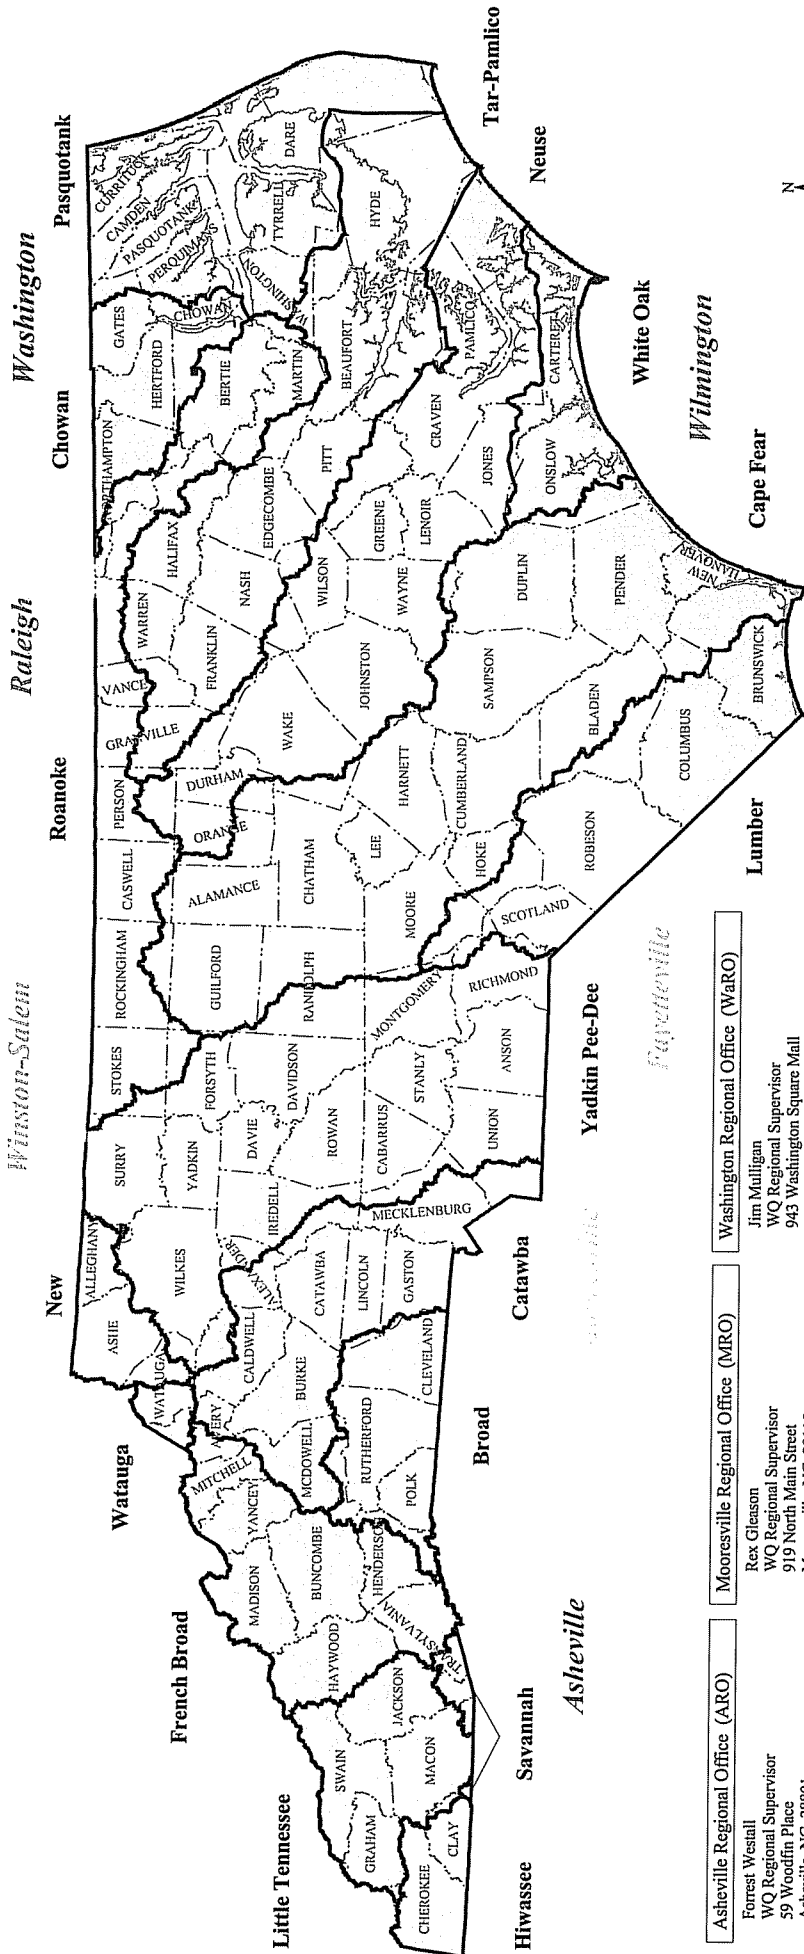 Winston-Salem
Raleigh
Washington
New
Roanoke
Chowan
Pasquotank
Watauga
French Broad
Little Tennessee
Hiwassee
Savannah
Asheville
Broad
Catawba
Yadkin Pee-Dee
Fayetteville
Lumber
Cape Fear
Wilmington
White Oak
Neuse
Tar-Pamlico
N
CHEROKEE
CLAY
GRAHAM
SWAIN
MACON
JACKSON
HAYWOOD
TRANSYLVANIA
MADISON
BUNCOMBE
HENDERSON
YANCEY
MITCHELL
AVERY
MCDOWELL
RUTHERFORD
POLK
WATAUGA
ASHE
ALLEGHANY
WILKES
CALDWELL
BURKE
CLEVELAND
ALEXANDER
CATAWBA
LINCOLN
GASTON
SURRY
YADKIN
IREDELL
MECKLENBURG
STOKES
FORSYTH
DAVIE
DAVIDSON
ROWAN
CABARRUS
STANLY
UNION
ANSON
ROCKINGHAM
GUILFORD
RANDOLPH
MONTGOMERY
RICHMOND
CASWELL
ALAMANCE
CHATHAM
MOORE
SCOTLAND
HOKE
LEE
PERSON
ORANGE
DURHAM
HARNETT
CUMBERLAND
ROBESON
GRANVILLE
VANCE
WARREN
FRANKLIN
WAKE
JOHNSTON
SAMPSON
BLADEN
COLUMBUS
BRUNSWICK
HALIFAX
NASH
WILSON
WAYNE
DUPLIN
PENDER
NEW
HANOVER
NORTHAMPTON
EDGECOMBE
PITT
GREENE
LENOIR
CRAVEN
JONES
ONSLOW
HERTFORD
GATES
BERTIE
MARTIN
BEAUFORT
PAMLICO
CARTERET
CHOWAN
PERQUIMANS
PASQUOTANK
CAMDEN
CURRITUCK
WASHINGTON
TYRRELL
DARE
HYDE
Asheville Regional Office (ARO)
Forrest Westall
WQ Regional Supervisor
59 Woodfin Place
Mooresville Regional Office (MRO)
Rex Gleason
WQ Regional Supervisor
919 North Main Street
Washington Regional Office (WaRO)
Jim Mulligan
WQ Regional Supervisor
943 Washington Square Mall